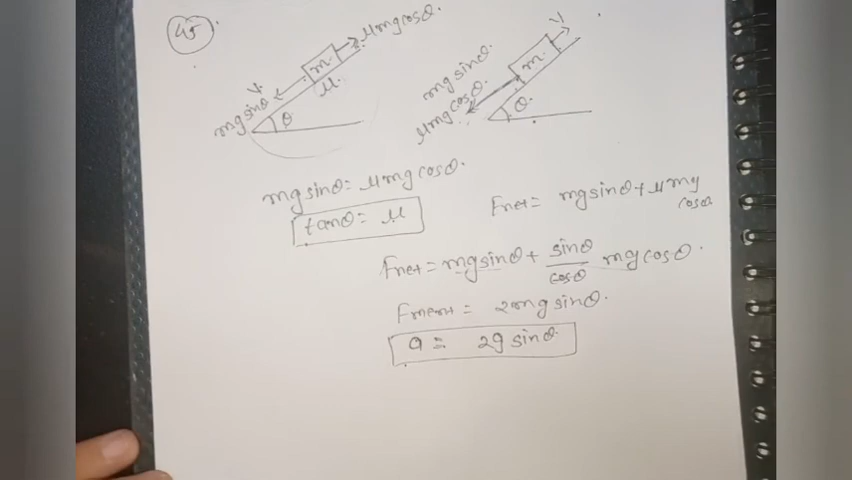 45
V
mg sinθ
m
μmg cosθ
μ
θ
mg sinθ
μmg cosθ
m
V
θ
mg sinθ = μmg cosθ
tanθ = μ
Fnet = mg sinθ + μmg cosθ
Fnet = mg sinθ + sinθ/cosθ mg cosθ
= 2mg sinθ
a = 2g sinθ